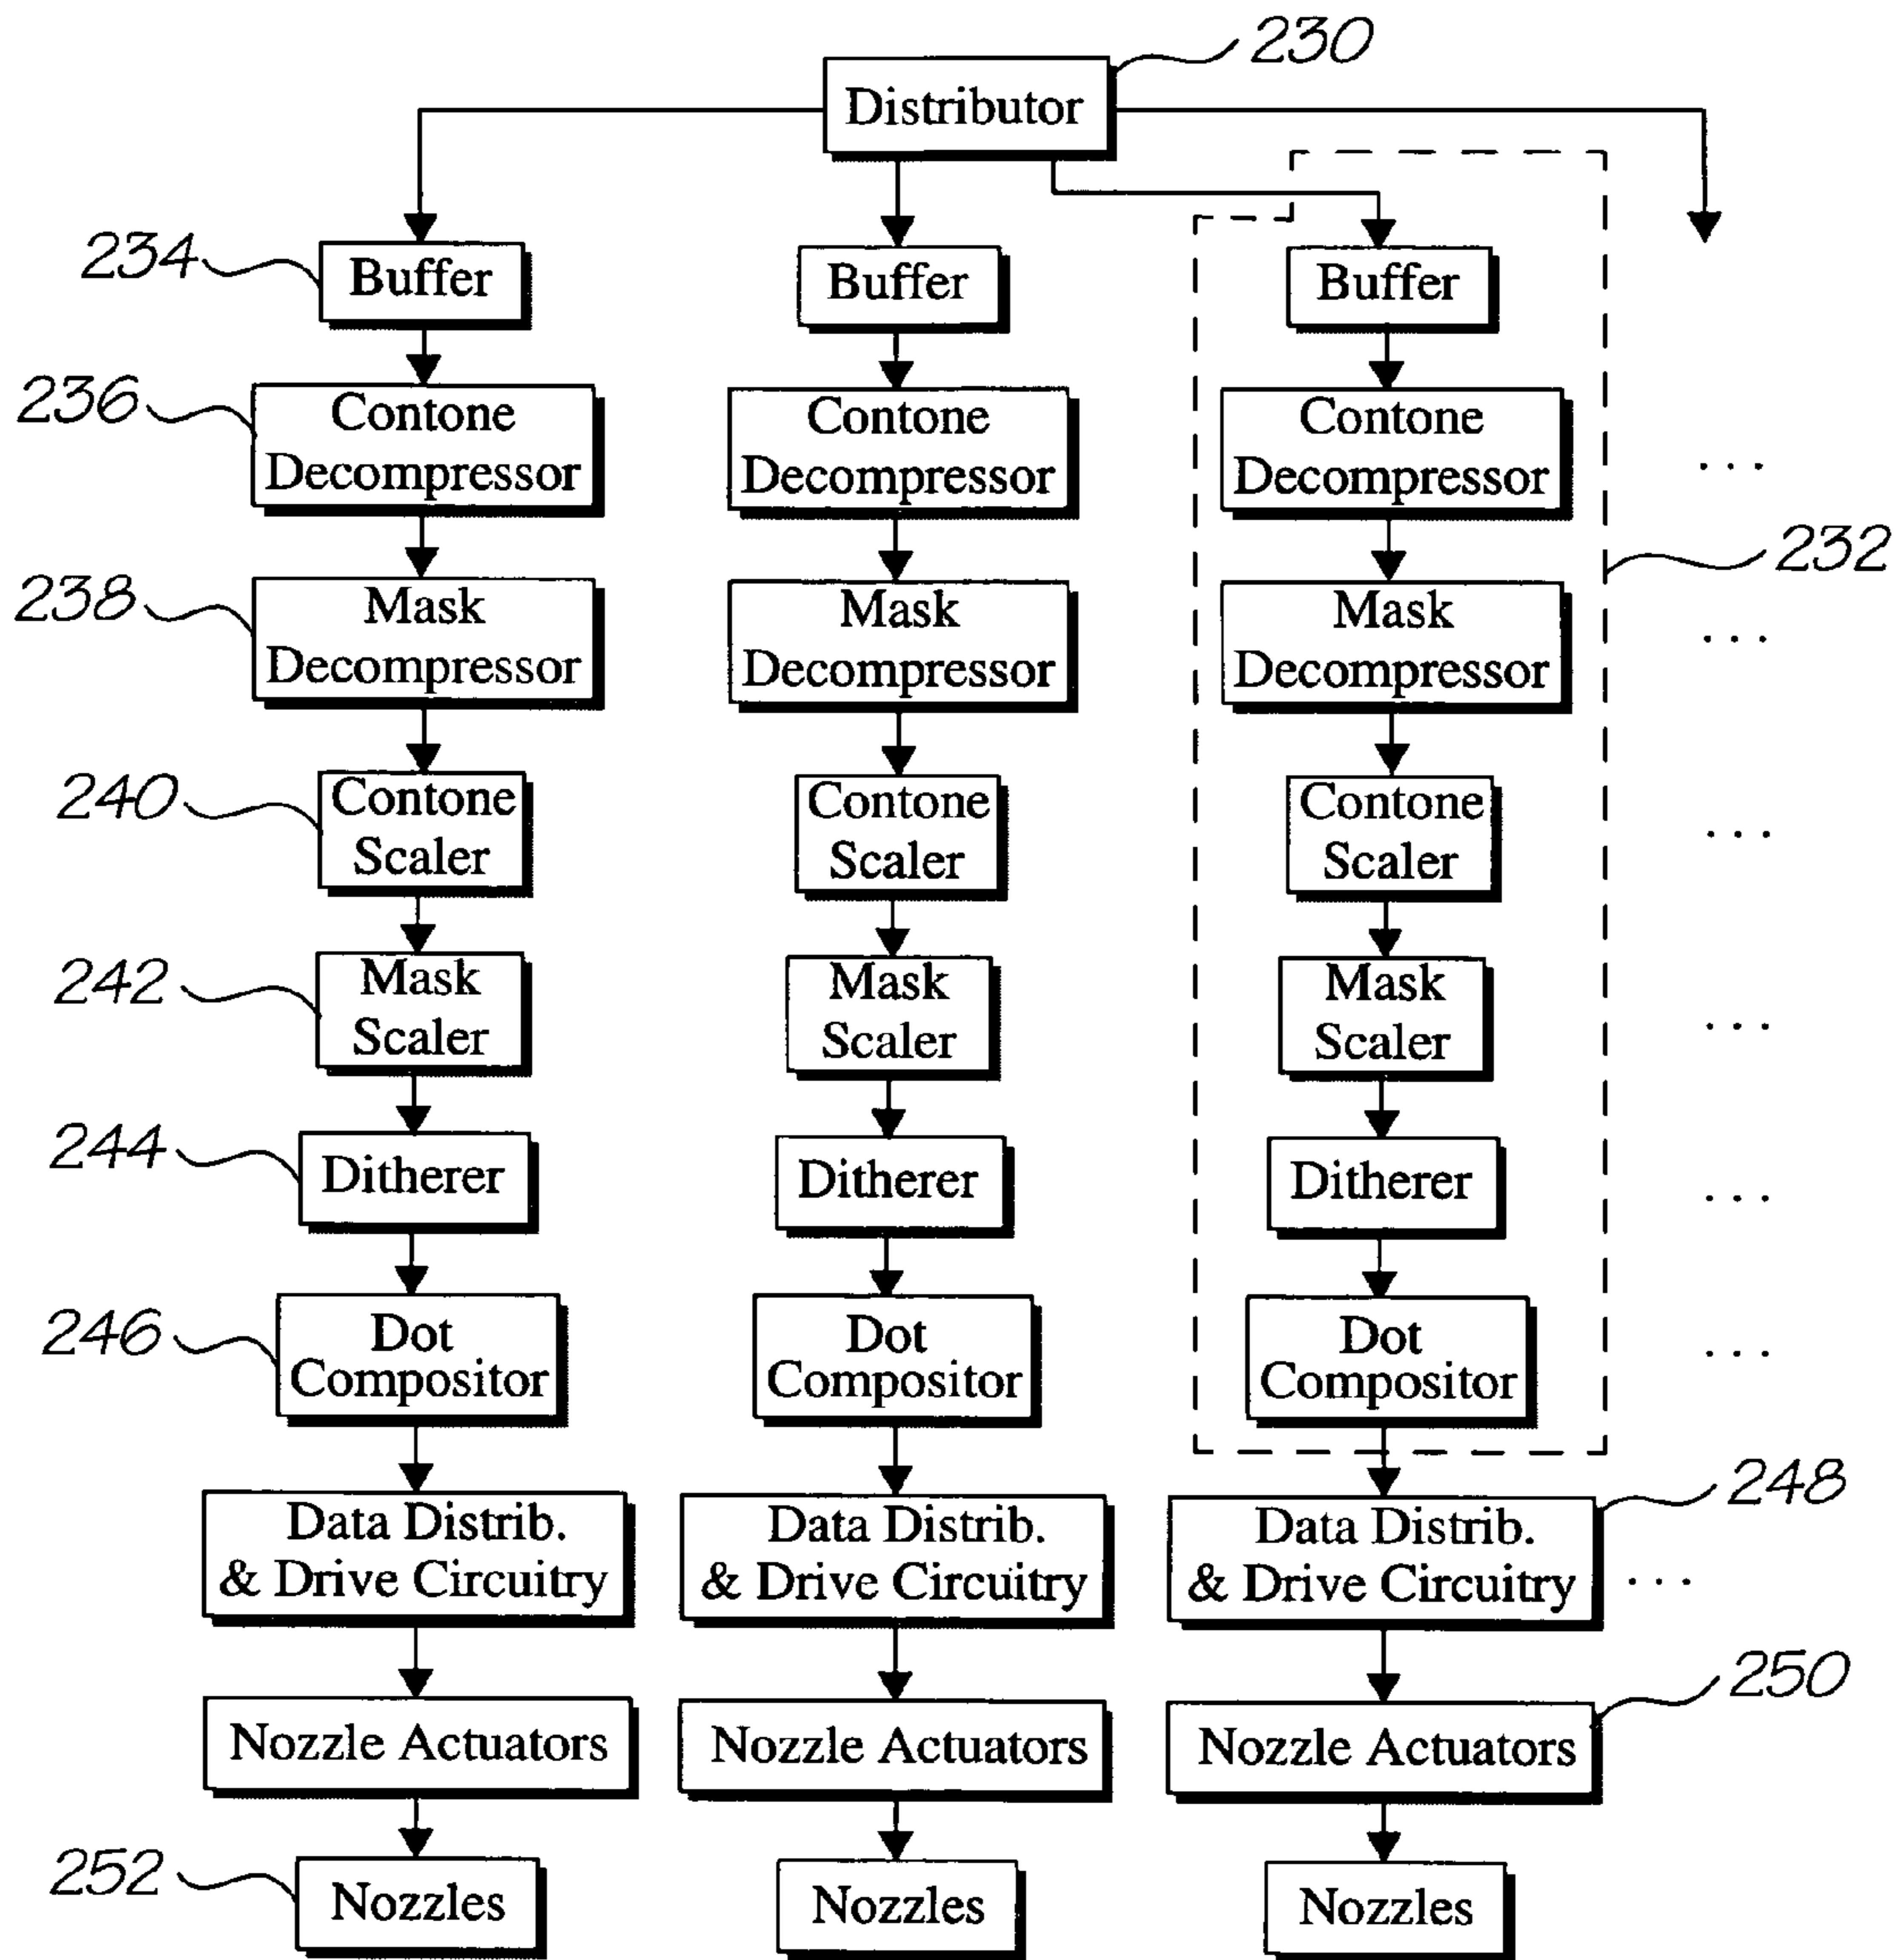 230
Distributor
234
Buffer
Buffer
Buffer
236
Contone
Decompressor
Contone
Decompressor
Contone
Decompressor
...
232
238
Mask
Decompressor
Mask
Decompressor
Mask
Decompressor
...
240
Contone
Scaler
Contone
Scaler
Contone
Scaler
...
242
Mask
Scaler
Mask
Scaler
Mask
Scaler
...
244
Ditherer
Ditherer
Ditherer
...
246
Dot
Compositor
Dot
Compositor
Dot
Compositor
...
248
Data Distrib.
& Drive Circuitry
Data Distrib.
& Drive Circuitry
Data Distrib.
& Drive Circuitry
...
250
Nozzle Actuators
Nozzle Actuators
Nozzle Actuators
252
Nozzles
Nozzles
Nozzles